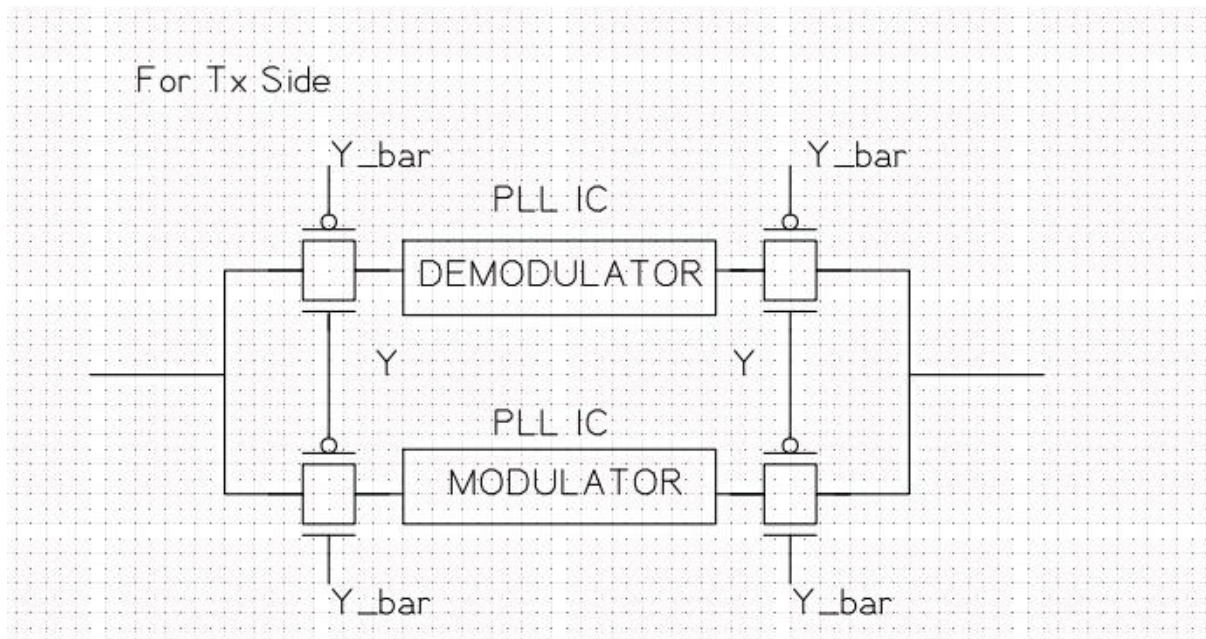 For Tx Side
Y_bar
Y_bar
PLL IC
DEMODULATOR
Y
Y
PLL IC
MODULATOR
Y_bar
Y_bar